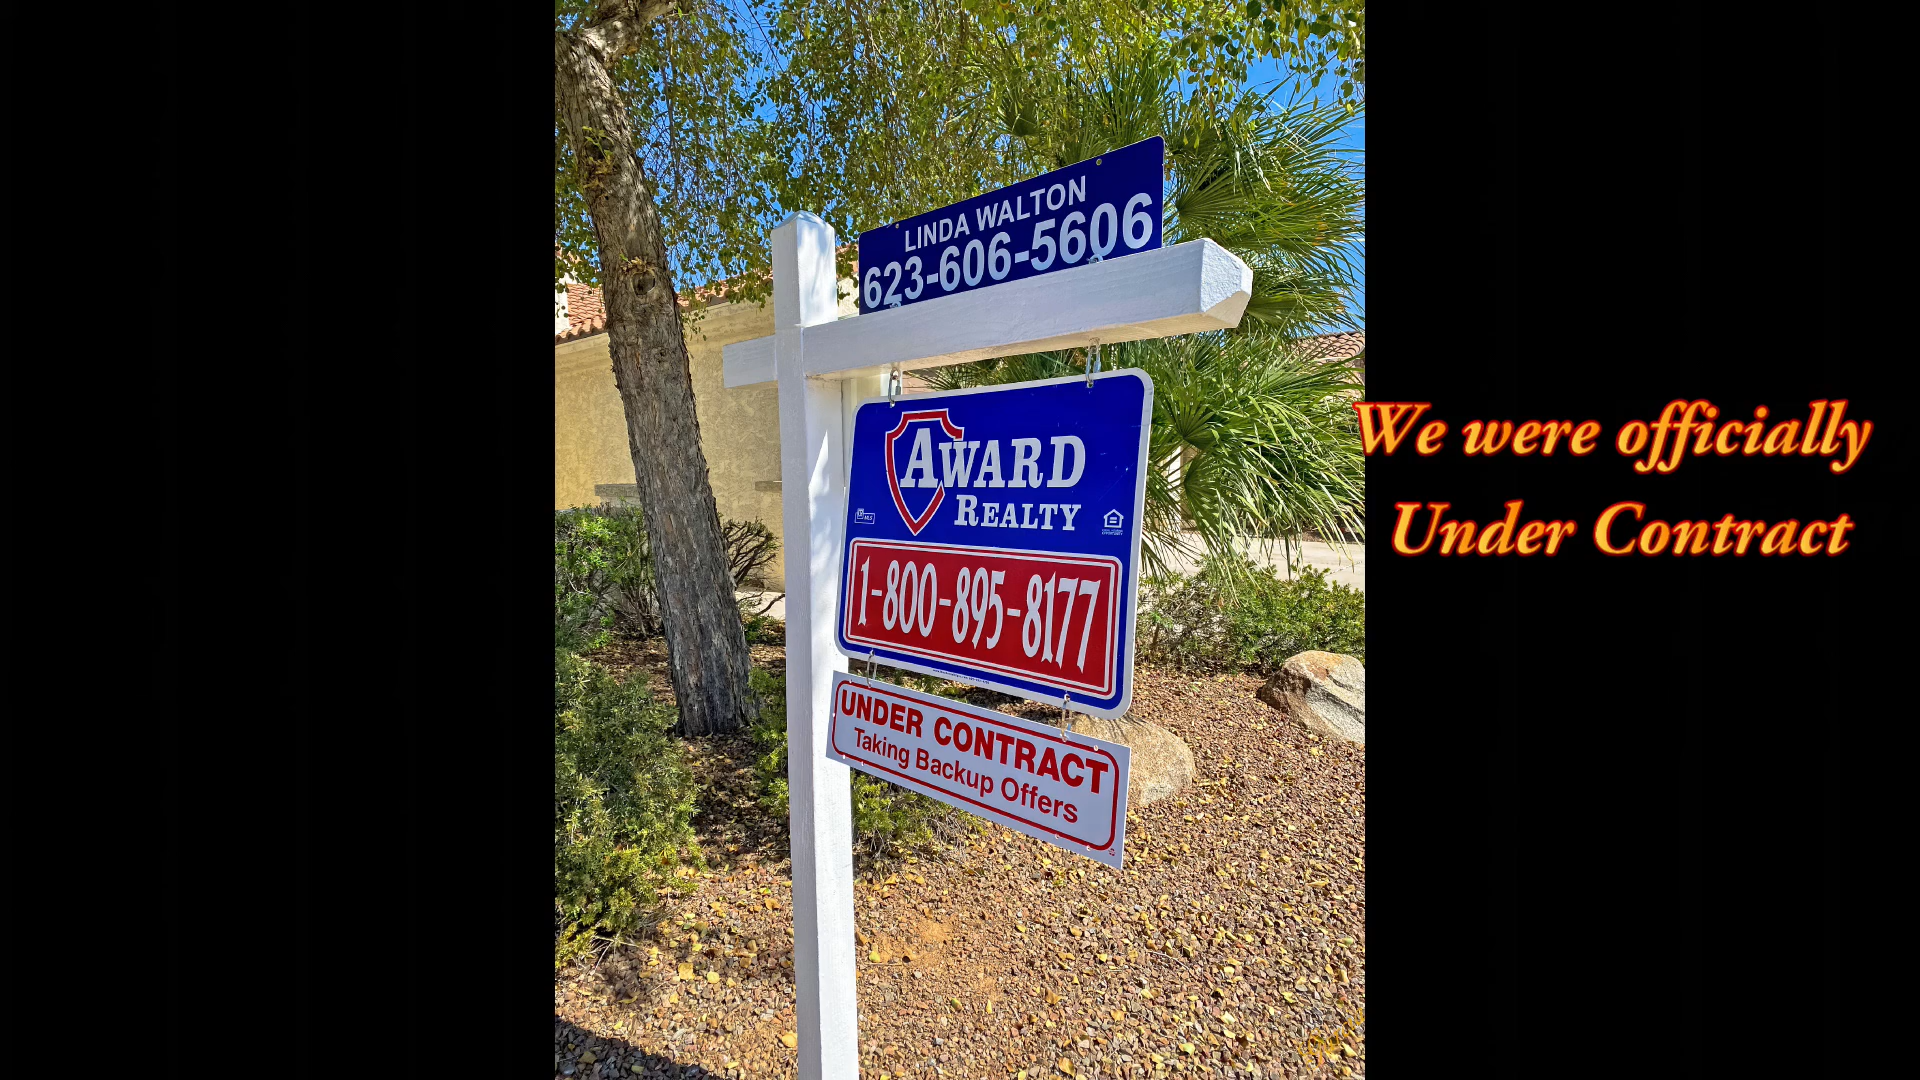 LINDA WALTON
623-606-5606
AWARD
REALTY
1-800-895-8177
UNDER CONTRACT
Taking Backup Offers
We were officially
Under Contract